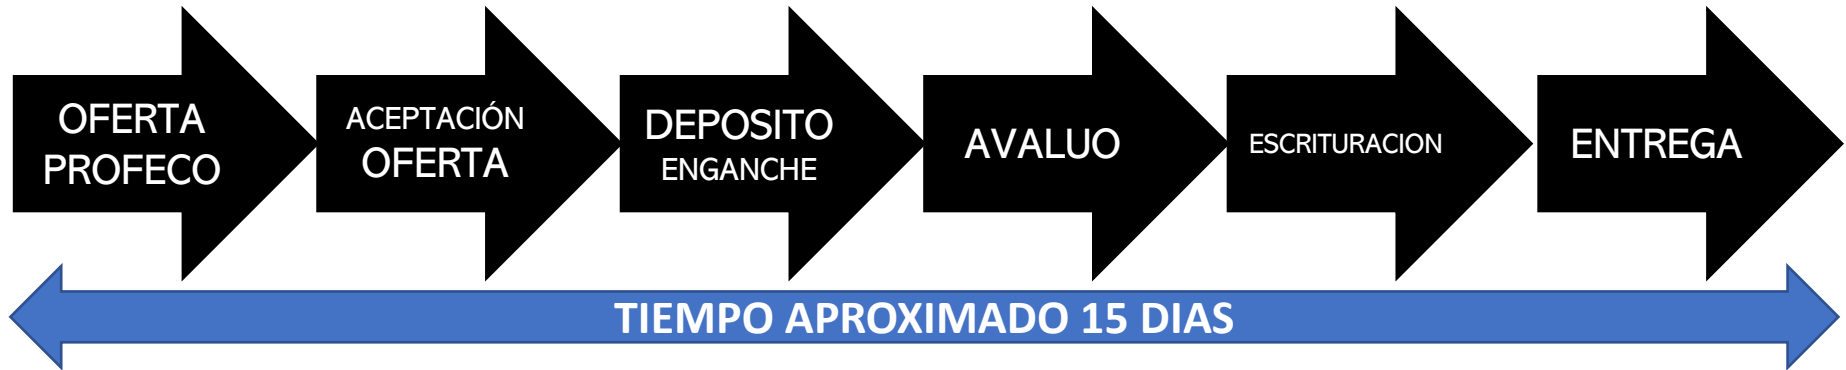 OFERTA
PROFECO
ACEPTACIÓN
OFERTA
DEPOSITO
ENGANCHE
AVALUO
ESCRITURACION
ENTREGA
TIEMPO APROXIMADO 15 DIAS